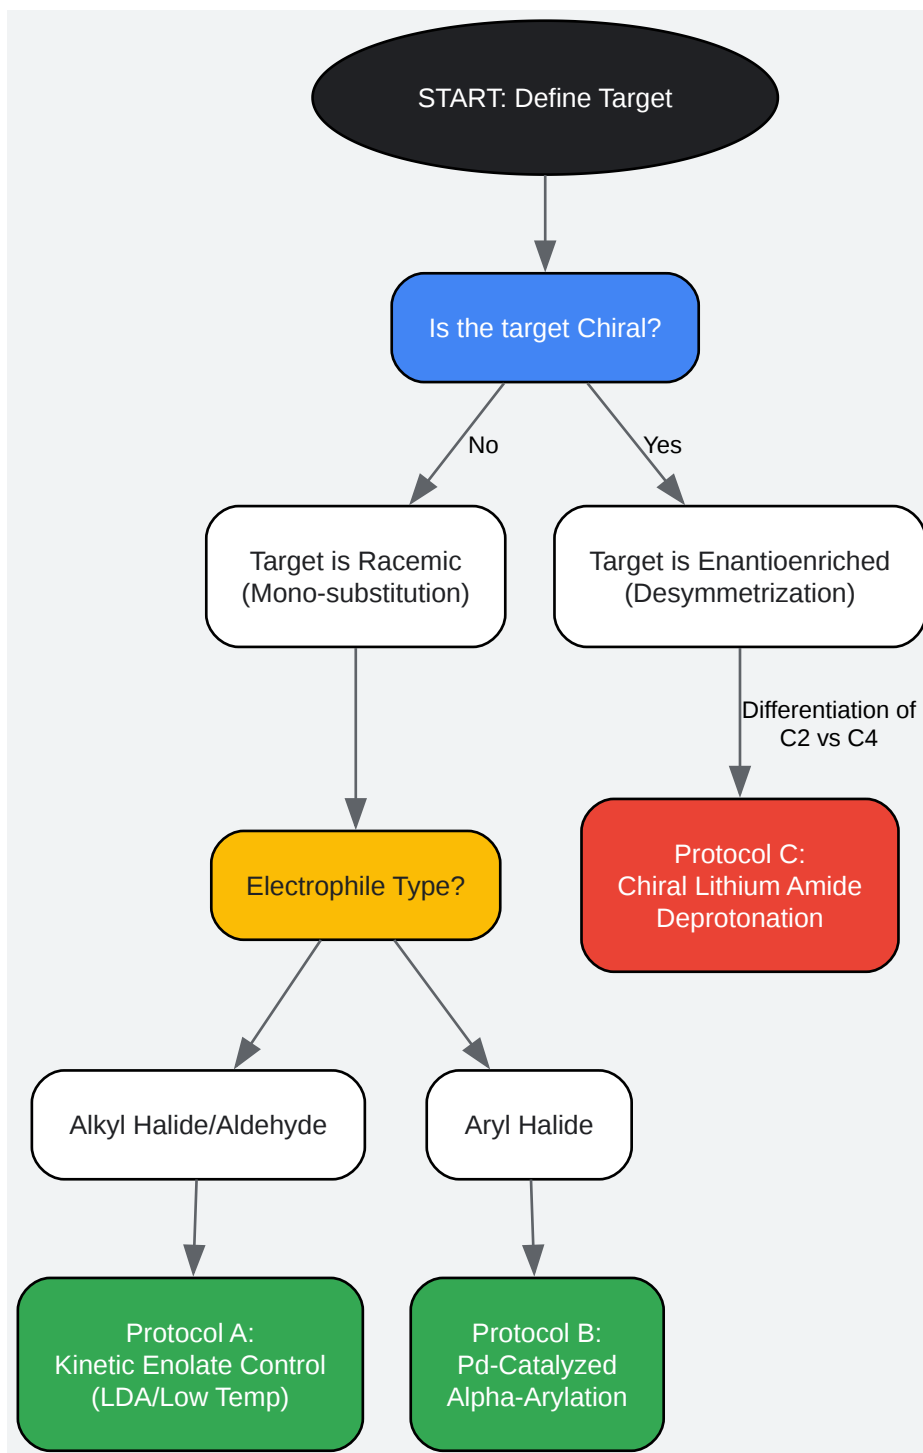 START: Define Target
Is the target Chiral?
No
Yes
Target is Racemic
(Mono-substitution)
Target is Enantioenriched
(Desymmetrization)
Differentiation of
C2 vs C4
Electrophile Type?
Protocol C:
Chiral Lithium Amide
Deprotonation
Alkyl Halide/Aldehyde
Aryl Halide
Protocol A:
Kinetic Enolate Control
(LDA/Low Temp)
Protocol B:
Pd-Catalyzed
Alpha-Arylation